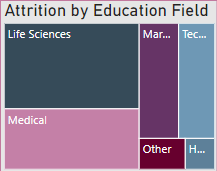 Attrition by Education Field
Life Sciences
Mar...
Tec...
Medical
Other
H...